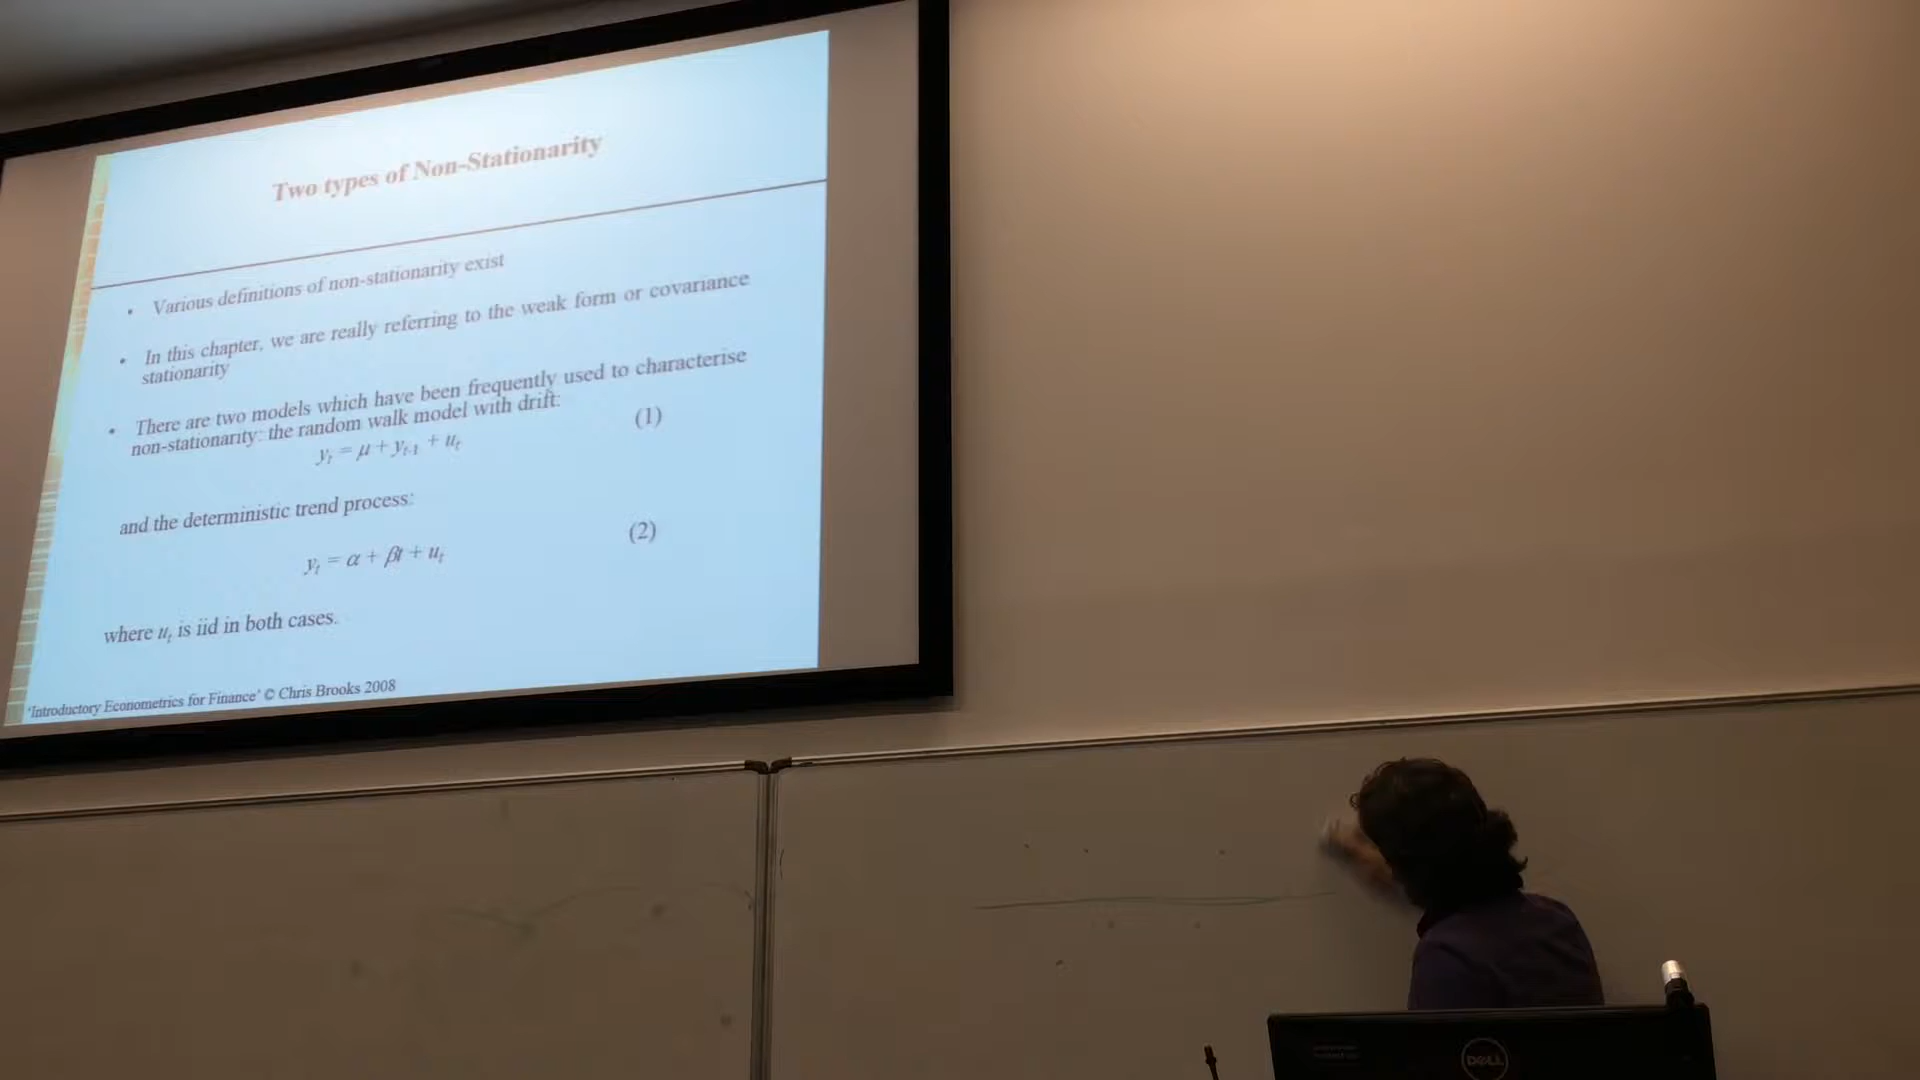 Two types of Non-Stationarity
• Various definitions of non-stationarity exist
• In this chapter, we are really referring to the weak form or covariance
stationarity
• There are two models which have been frequently used to characterise
non-stationarity: the random walk model with drift:
yₜ = μ + yₜ₋₁ + uₜ (1)
and the deterministic trend process:
yₜ = α + βt + uₜ (2)
where uₜ is iid in both cases.
‘Introductory Econometrics for Finance’ © Chris Brooks 2008
DELL